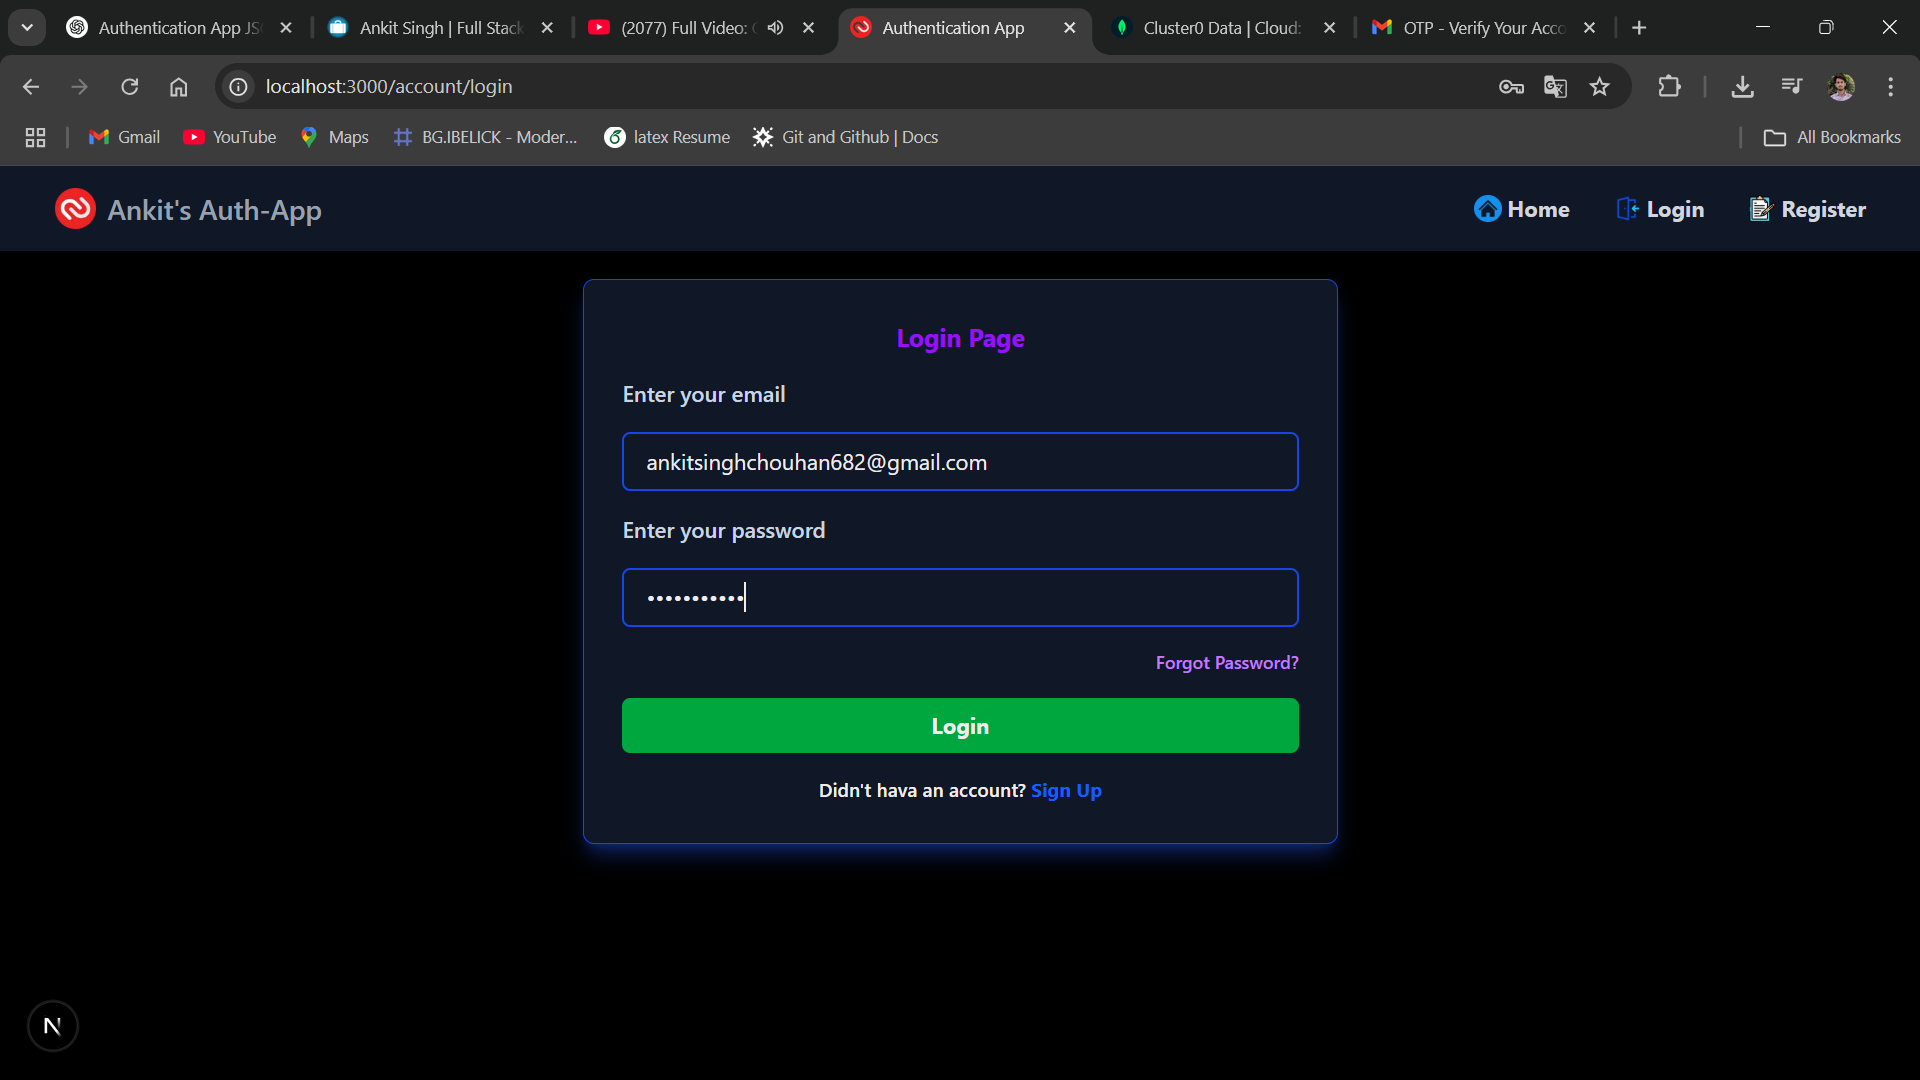 Authentication App JS
Ankit Singh | Full Stack
(2077) Full Video:
Authentication App
Cluster0 Data | Cloud:
OTP - Verify Your Acco
localhost:3000/account/login
Gmail
YouTube
Maps
BG.IBELICK - Moder...
latex Resume
Git and Github | Docs
All Bookmarks
Ankit's Auth-App
Home
Login
Register
Login Page
Enter your email
ankitsinghchouhan682@gmail.com
Enter your password
•••••••••••
Forgot Password?
Login
Didn't hava an account? Sign Up
N